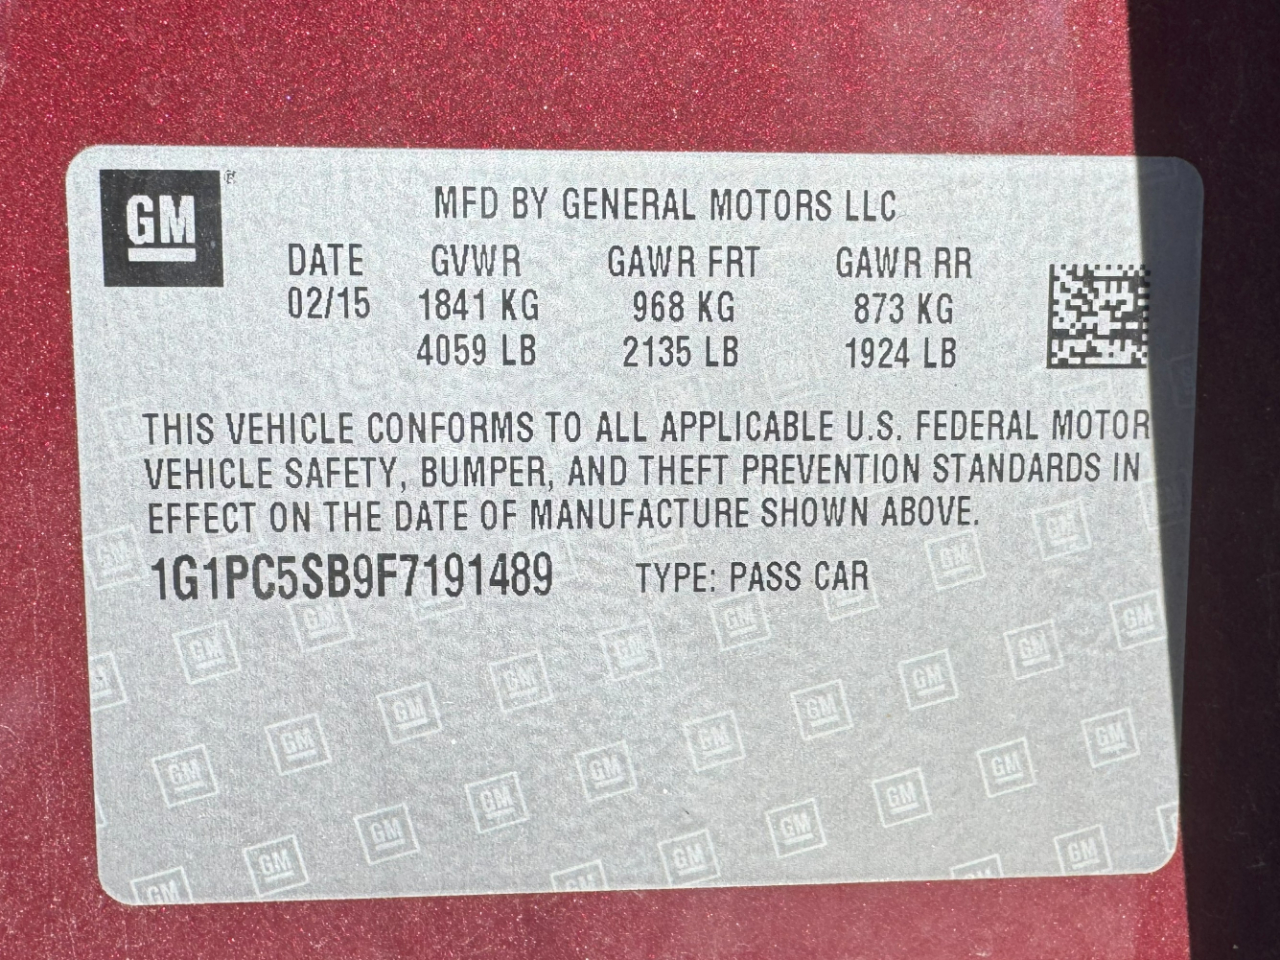 GM
MFD BY GENERAL MOTORS LLC
DATE GVWR GAWR FRT GAWR RR
02/15 1841 KG 968 KG 873 KG
4059 LB 2135 LB 1924 LB
THIS VEHICLE CONFORMS TO ALL APPLICABLE U.S. FEDERAL MOTOR
VEHICLE SAFETY, BUMPER, AND THEFT PREVENTION STANDARDS IN
EFFECT ON THE DATE OF MANUFACTURE SHOWN ABOVE.
1G1PC5SB9F7191489 TYPE: PASS CAR